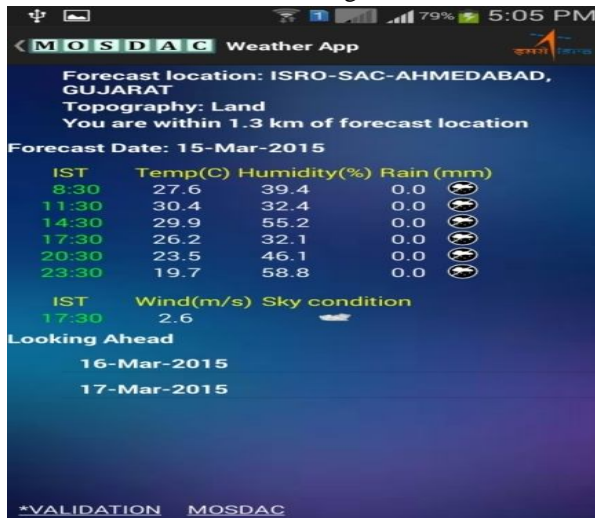 1 79% 5:05 PM
< M O S D A C Weather App
Forecast location: ISRO-SAC-AHMEDABAD,
GUJARAT
Topography: Land
You are within 1.3 km of forecast location
Forecast Date: 15-Mar-2015
IST Temp(C) Humidity(%) Rain (mm)
8:30 27.6 39.4 0.0
11:30 30.4 32.4 0.0
14:30 29.9 55.2 0.0
17:30 26.2 32.1 0.0
20:30 23.5 46.1 0.0
23:30 19.7 58.8 0.0
IST Wind(m/s) Sky condition
17:30 2.6
Looking Ahead
16-Mar-2015
17-Mar-2015
*VALIDATION MOSDAC